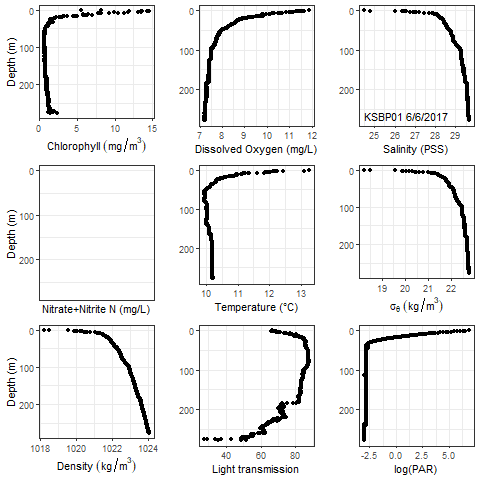 Depth (m)
0
100
200
0 5 10 15
Chlorophyll (mg/m³)
0
100
200
7 8 9 10 11 12
Dissolved Oxygen (mg/L)
0
100
200
KSBP01 6/6/2017
25 26 27 28 29
Salinity (PSS)
Depth (m)
0
100
200
Nitrate+Nitrite N (mg/L)
0
100
200
10 11 12 13
Temperature (°C)
0
100
200
19 20 21 22
σθ (kg/m³)
Depth (m)
0
100
200
1018 1020 1022 1024
Density (kg/m³)
0
100
200
40 60 80
Light transmission
0
100
200
-2.5 0.0 2.5 5.0
log(PAR)